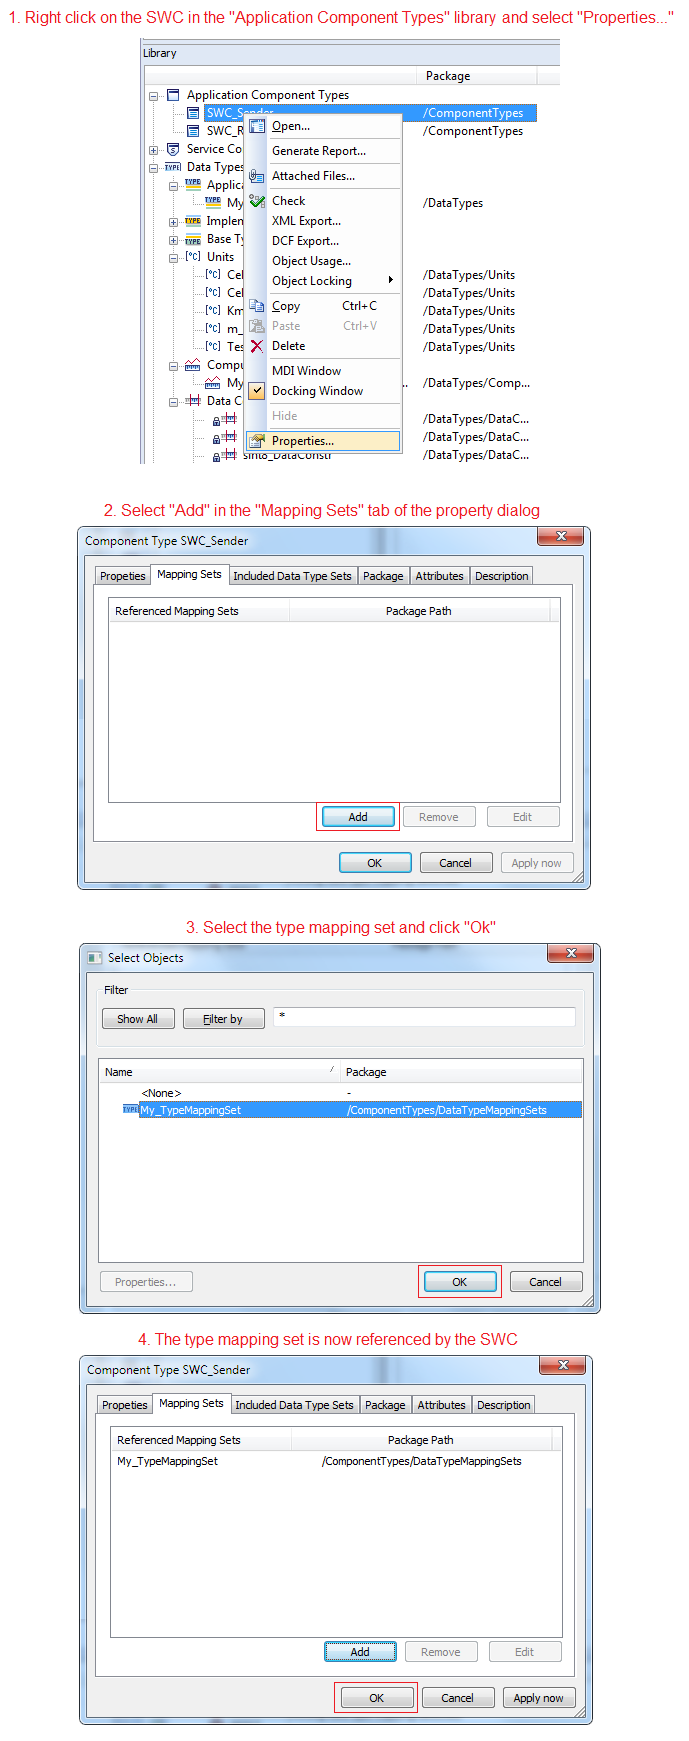 1. Right click on the SWC in the "Application Component Types" library and select "Properties..."
Library
Package
Application Component Types
SWC_Sender /ComponentTypes
SWC_R /ComponentTypes
Open...
Service Co
Generate Report...
Data Types
Attached Files...
Applic
Check
My /DataTypes
XML Export...
Implem
DCF Export...
Base Ty
Object Usage...
Units
Object Locking
Cel /DataTypes/Units
Cel /DataTypes/Units
Copy Ctrl+C
Km /DataTypes/Units
Paste Ctrl+V
m_ /DataTypes/Units
Delete
Tes /DataTypes/Units
Compu
MDI Window
My .. /DataTypes/Comp...
Docking Window
Data C
Hide
/DataTypes/DataC...
Properties...
/DataTypes/DataC...
sint8_DataConstr /DataTypes/DataC...
2. Select "Add" in the "Mapping Sets" tab of the property dialog
Component Type SWC_Sender
Propeties Mapping Sets Included Data Type Sets Package Attributes Description
Referenced Mapping Sets Package Path
Add Remove Edit
OK Cancel Apply now
3. Select the type mapping set and click "Ok"
Select Objects
Filter
Show All Filter by *
Name Package
<None> -
TYPE My_TypeMappingSet /ComponentTypes/DataTypeMappingSets
Properties... OK Cancel
4. The type mapping set is now referenced by the SWC
Component Type SWC_Sender
Propeties Mapping Sets Included Data Type Sets Package Attributes Description
Referenced Mapping Sets Package Path
My_TypeMappingSet /ComponentTypes/DataTypeMappingSets
Add Remove Edit
OK Cancel Apply now